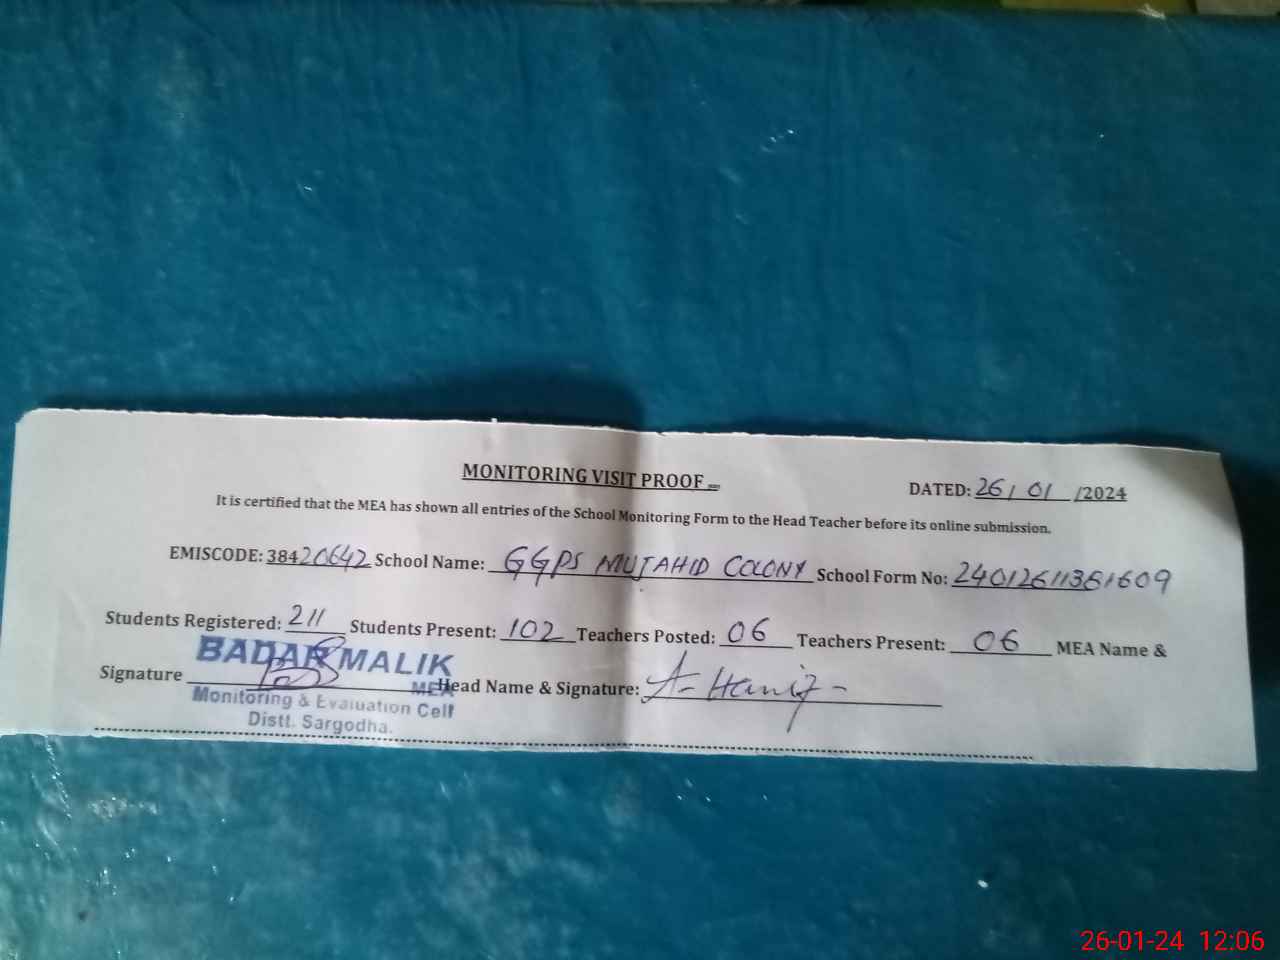 MONITORING VISIT PROOF
DATED: 26/01/2024
It is certified that the MEA has shown all entries of the School Monitoring Form to the Head Teacher before its online submission.
EMISCODE: 38420642 School Name: GGPS MUJAHID COLONY School Form No: 24012611361609
Students Registered: 211 Students Present: 102 Teachers Posted: 06 Teachers Present: 06 MEA Name &
Signature Head Name & Signature: A- Hanif -
BADAR MALIK
MEA
Monitoring & Evaluation Cell
Distt. Sargodha.
26-01-24 12:06